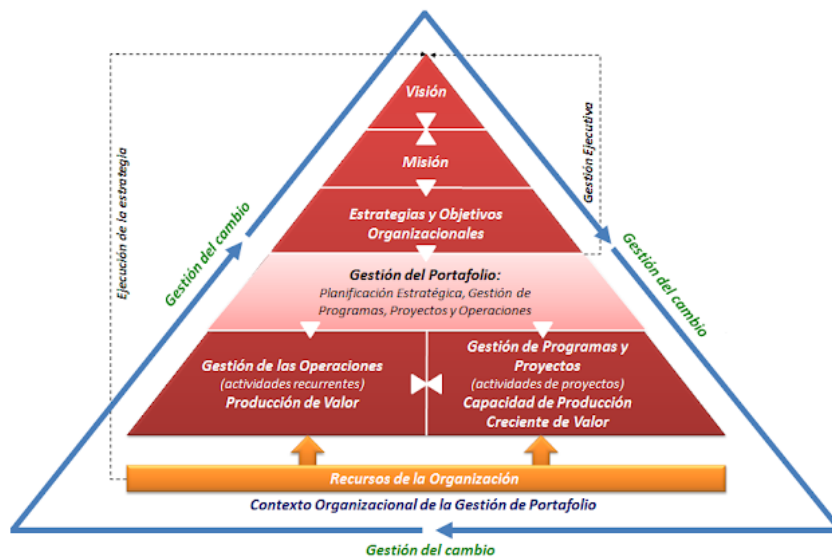 Visión
Misión
Estrategias y Objetivos
Organizacionales
Gestión del Portafolio:
Planificación Estratégica, Gestión de
Programas, Proyectos y Operaciones
Gestión de las Operaciones
(actividades recurrentes)
Producción de Valor
Gestión de Programas y
Proyectos
(actividades de proyectos)
Capacidad de Producción
Creciente de Valor
Recursos de la Organización
Contexto Organizacional de la Gestión de Portafolio
Gestión del cambio
Ejecución de la estrategia
Gestión del cambio
Gestión Ejecutiva
Gestión del cambio